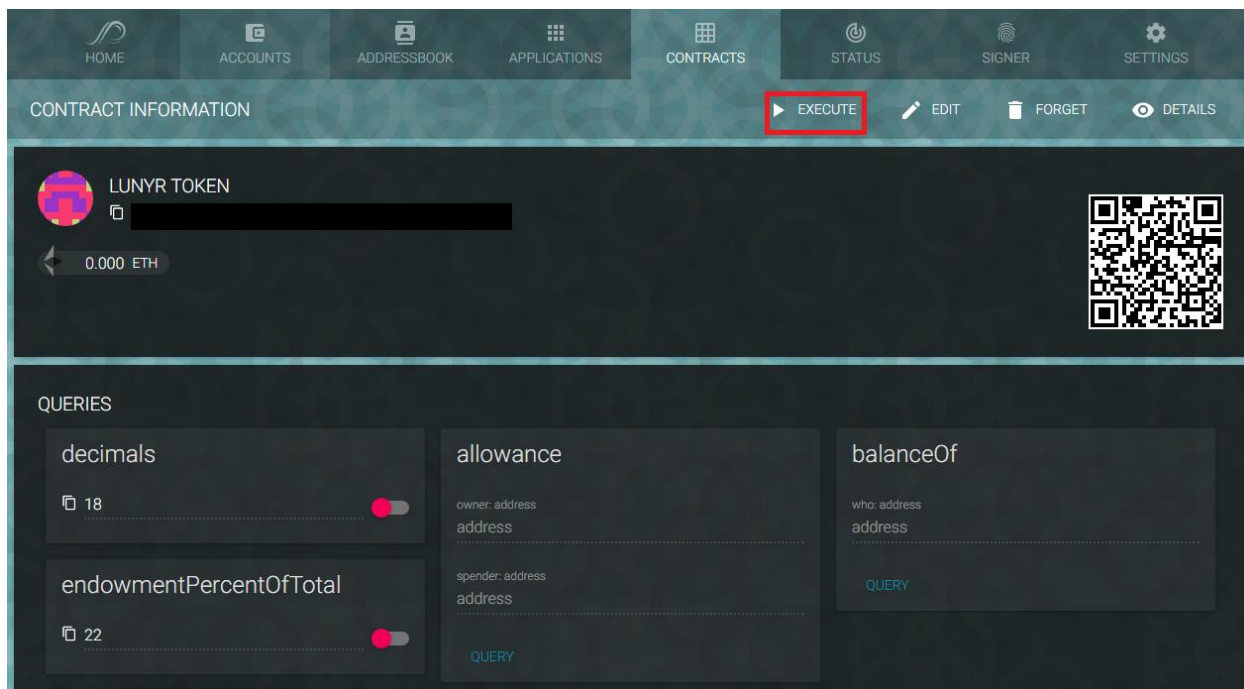 HOME ACCOUNTS ADDRESSBOOK APPLICATIONS CONTRACTS STATUS SIGNER SETTINGS
CONTRACT INFORMATION EXECUTE EDIT FORGET DETAILS
LUNYR TOKEN
0.000 ETH
QUERIES
decimals
18
endowmentPercentOfTotal
22
allowance
owner: address
address
spender: address
address
QUERY
balanceOf
who: address
address
QUERY